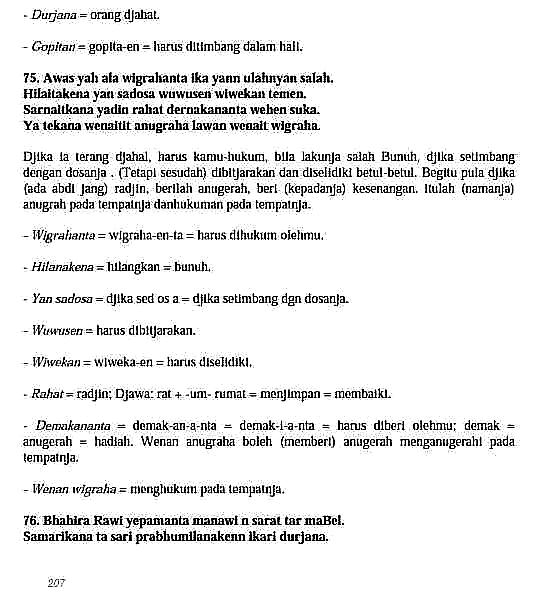 - Durjana = orang djahat.
- Gopitan = gopita-en = harus ditimbang dalam hati.
75. Awas yah ala wigrahanta ika yann ulahnyan salah.
Hilaitakena yan sadosa wuwusen wiwekan temen.
Sarnaitkana yadin rahat dernakananta wehen suka.
Ya tekana wenaitit anugraha lawan wenait wigraha.
Djika ia terang djahal, harus kamu-hukum, bila lakunja salah Bunuh, djika setimbang
dengan dosanja . (Tetapi sesudah) dibitjarakan dan diselidiki betul-betul. Begitu pula djika
(ada abdi jang) radjin, berilah anugerah, beri (kepadanja) kesenangan. Itulah (namanja)
anugrah pada tempatnja danhukuman pada tempatnja.
- Wigrahanta = wigraha-en-ta = harus dihukum olehmu.
- Hilanakena = hilangkan = bunuh.
- Yan sadosa = djika sed os a = djika setimbang dgn dosanja.
- Wuwusen = harus dibitjarakan.
- Wiwekan = wiweka-en = harus diselidiki.
- Rahat = radjin; Djawa: rat + -um- rumat = menjimpan = membaiki.
- Demakananta = demak-an-a-nta = demak-i-a-nta = harus diberi olehmu; demak =
anugerah = hadiah. Wenan anugraha boleh (memberi) anugerah menganugerahi pada
tempatnja.
- Wenan wigraha = menghukum pada tempatnja.
76. Bhahira Rawi yepamanta manawi n sarat tar maBel.
Samarikana ta sari prabhumilanakenn ikari durjana.
207